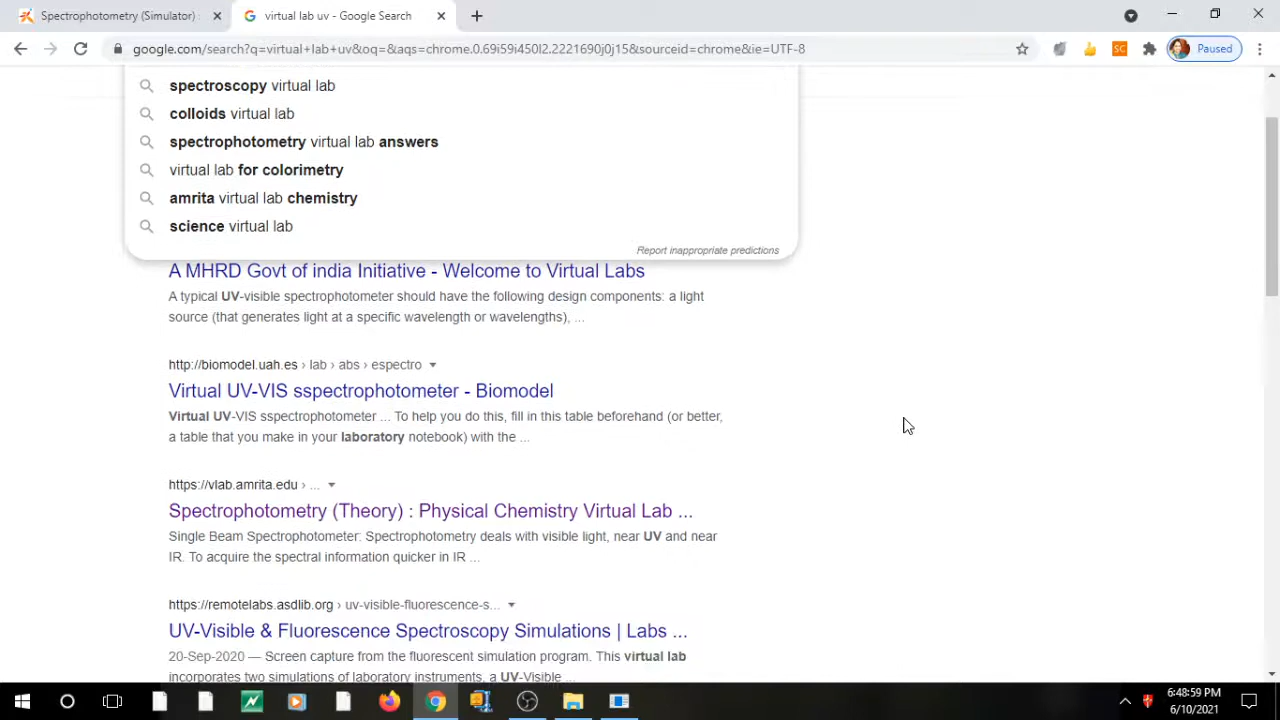 Spectrophotometry (Simulator) :
virtual lab uv - Google Search
google.com/search?q=virtual+lab+uv&oq=&aqs=chrome.0.69i59i450l2.2221690j0j15&sourceid=chrome&ie=UTF-8
SC
Paused
spectroscopy virtual lab
colloids virtual lab
spectrophotometry virtual lab answers
virtual lab for colorimetry
amrita virtual lab chemistry
science virtual lab
Report inappropriate predictions
A MHRD Govt of india Initiative - Welcome to Virtual Labs
A typical UV-visible spectrophotometer should have the following design components: a light
source (that generates light at a specific wavelength or wavelengths), ...
http://biomodel.uah.es › lab › abs › espectro
Virtual UV-VIS sspectrophotometer - Biomodel
Virtual UV-VIS sspectrophotometer ... To help you do this, fill in this table beforehand (or better,
a table that you make in your laboratory notebook) with the ...
https://vlab.amrita.edu › ...
Spectrophotometry (Theory) : Physical Chemistry Virtual Lab ...
Single Beam Spectrophotometer: Spectrophotometry deals with visible light, near UV and near
IR. To acquire the spectral information quicker in IR ...
https://remotelabs.asdlib.org › uv-visible-fluorescence-s...
UV-Visible & Fluorescence Spectroscopy Simulations | Labs ...
20-Sep-2020 — Screen capture from the fluorescent simulation program. This virtual lab
incorporates two simulations of laboratory instruments, a UV-Visible ...
6:48:59 PM
6/10/2021